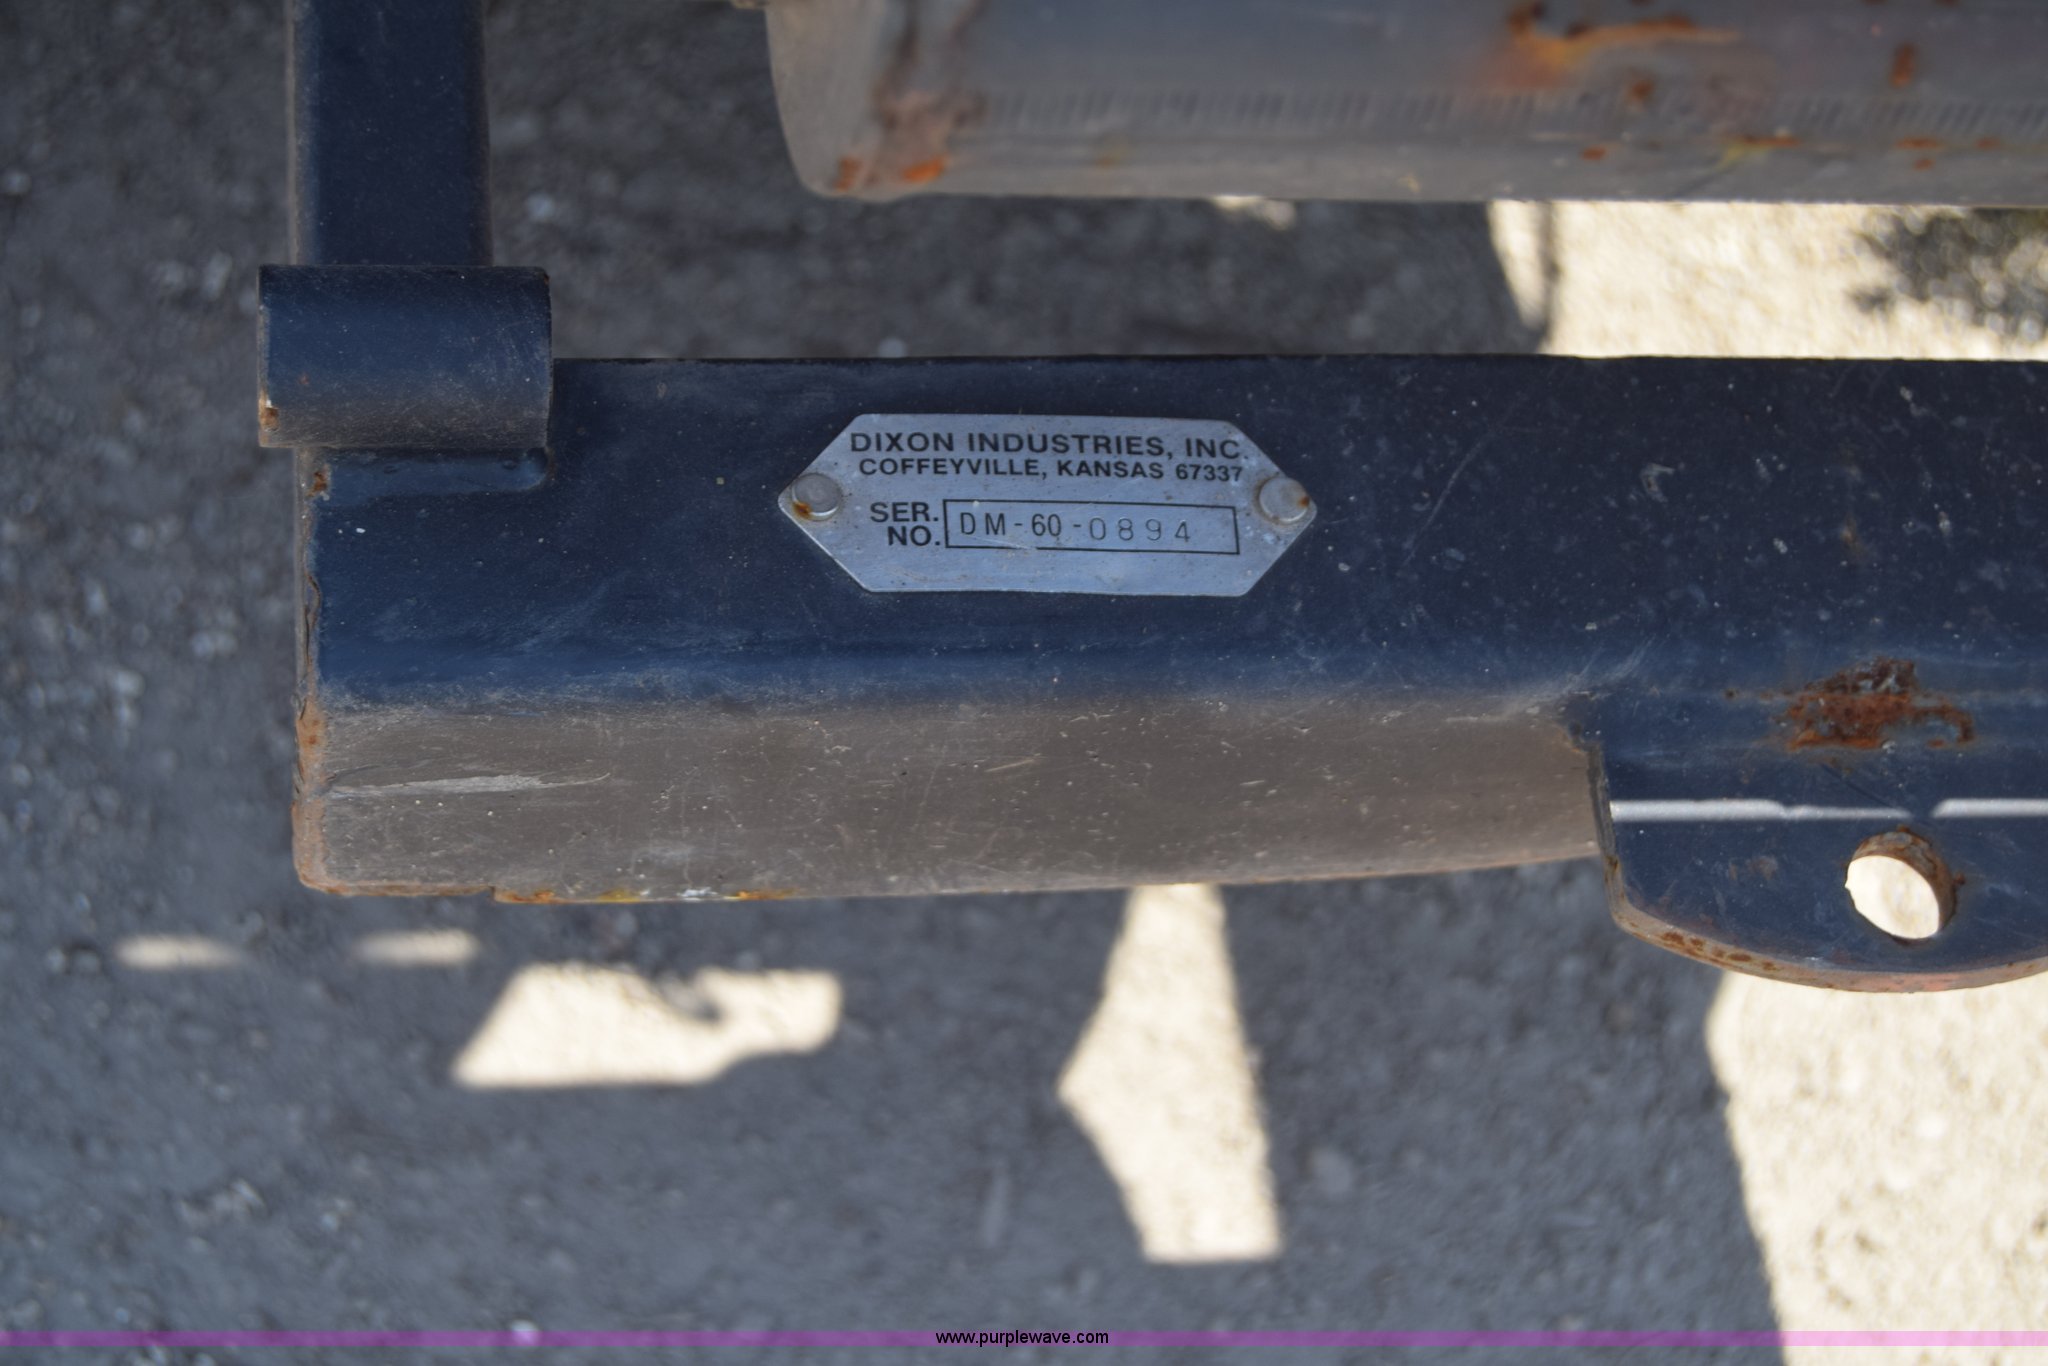 DIXON INDUSTRIES, INC.
COFFEYVILLE, KANSAS 67337
SER. NO. DM-60-0894
www.purplewave.com